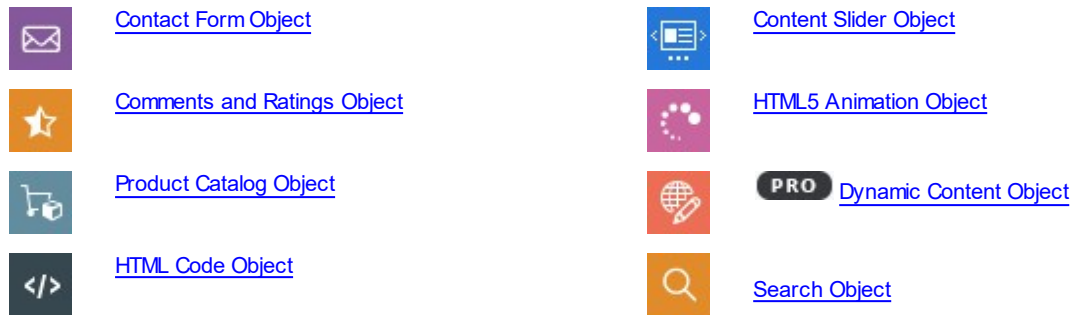 Contact Form Object
Content Slider Object
Comments and Ratings Object
HTML5 Animation Object
Product Catalog Object
PRO Dynamic Content Object
HTML Code Object
Search Object